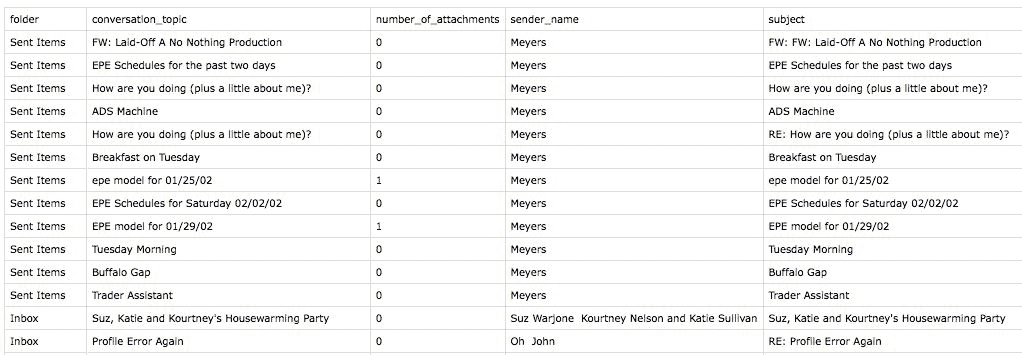 folder conversation_topic number_of_attachments sender_name subject
Sent Items FW: Laid-Off A No Nothing Production 0 Meyers FW: FW: Laid-Off A No Nothing Production
Sent Items EPE Schedules for the past two days 0 Meyers EPE Schedules for the past two days
Sent Items How are you doing (plus a little about me)? 0 Meyers How are you doing (plus a little about me)?
Sent Items ADS Machine 0 Meyers ADS Machine
Sent Items How are you doing (plus a little about me)? 0 Meyers RE: How are you doing (plus a little about me)?
Sent Items Breakfast on Tuesday 0 Meyers Breakfast on Tuesday
Sent Items epe model for 01/25/02 1 Meyers epe model for 01/25/02
Sent Items EPE Schedules for Saturday 02/02/02 0 Meyers EPE Schedules for Saturday 02/02/02
Sent Items EPE model for 01/29/02 1 Meyers EPE model for 01/29/02
Sent Items Tuesday Morning 0 Meyers Tuesday Morning
Sent Items Buffalo Gap 0 Meyers Buffalo Gap
Sent Items Trader Assistant 0 Meyers Trader Assistant
Inbox Suz, Katie and Kourtney's Housewarming Party 0 Suz Warjone  Kourtney Nelson and Katie Sullivan Suz, Katie and Kourtney's Housewarming Party
Inbox Profile Error Again 0 Oh  John RE: Profile Error Again